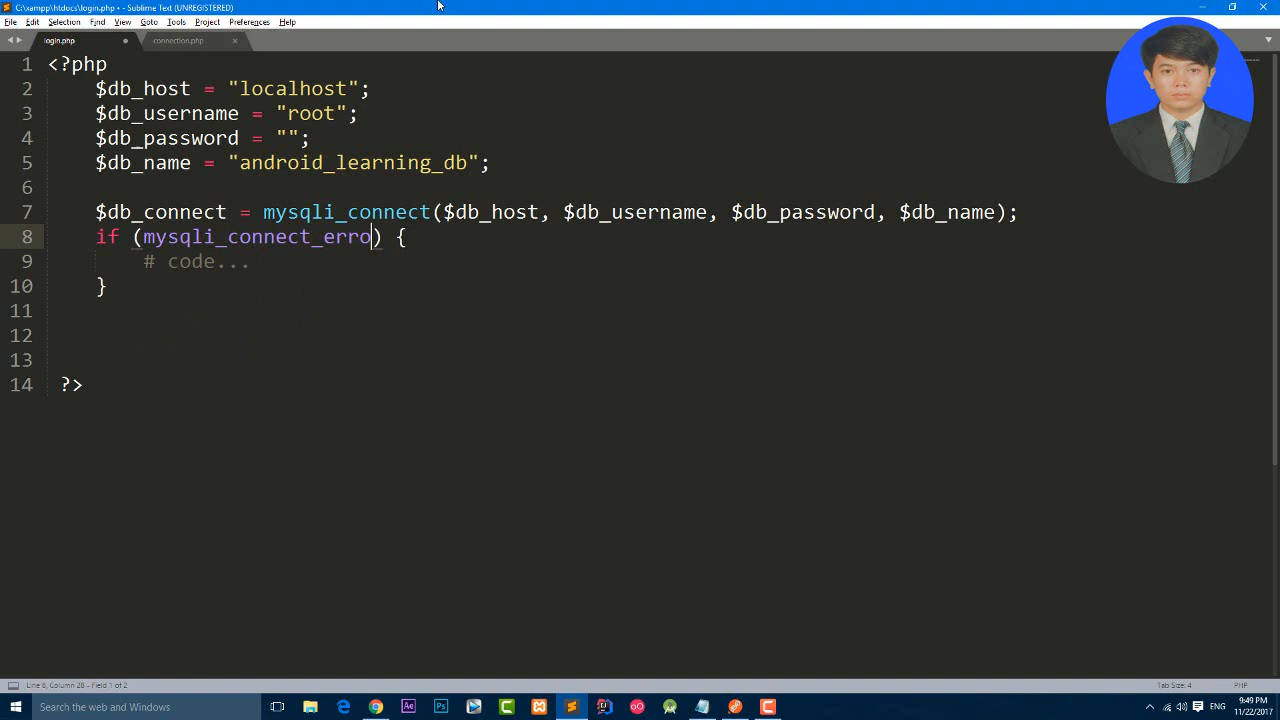 C:\xampp\htdocs\login.php • - Sublime Text (UNREGISTERED)
File Edit Selection Find View Goto Tools Project Preferences Help
login.php connection.php
1 <?php
2 $db_host = "localhost";
3 $db_username = "root";
4 $db_password = "";
5 $db_name = "android_learning_db";
6
7 $db_connect = mysqli_connect($db_host, $db_username, $db_password, $db_name);
8 if (mysqli_connect_erro) {
9 # code...
10 }
11
12
13
14 ?>
Line 8, Column 28 - Field 1 of 2 Tab Size: 4 PHP
Search the web and Windows Ae Ps ENG 9:49 PM
11/22/2017